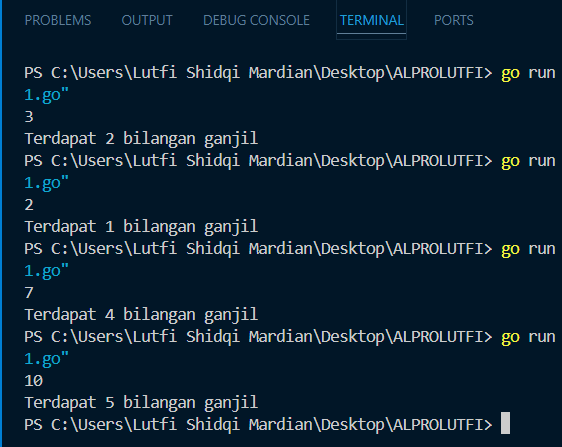 PROBLEMS OUTPUT DEBUG CONSOLE TERMINAL PORTS
PS C:\Users\Lutfi Shidqi Mardian\Desktop\ALPROLUTFI> go run
1.go"
3
Terdapat 2 bilangan ganjil
PS C:\Users\Lutfi Shidqi Mardian\Desktop\ALPROLUTFI> go run
1.go"
2
Terdapat 1 bilangan ganjil
PS C:\Users\Lutfi Shidqi Mardian\Desktop\ALPROLUTFI> go run
1.go"
7
Terdapat 4 bilangan ganjil
PS C:\Users\Lutfi Shidqi Mardian\Desktop\ALPROLUTFI> go run
1.go"
10
Terdapat 5 bilangan ganjil
PS C:\Users\Lutfi Shidqi Mardian\Desktop\ALPROLUTFI>